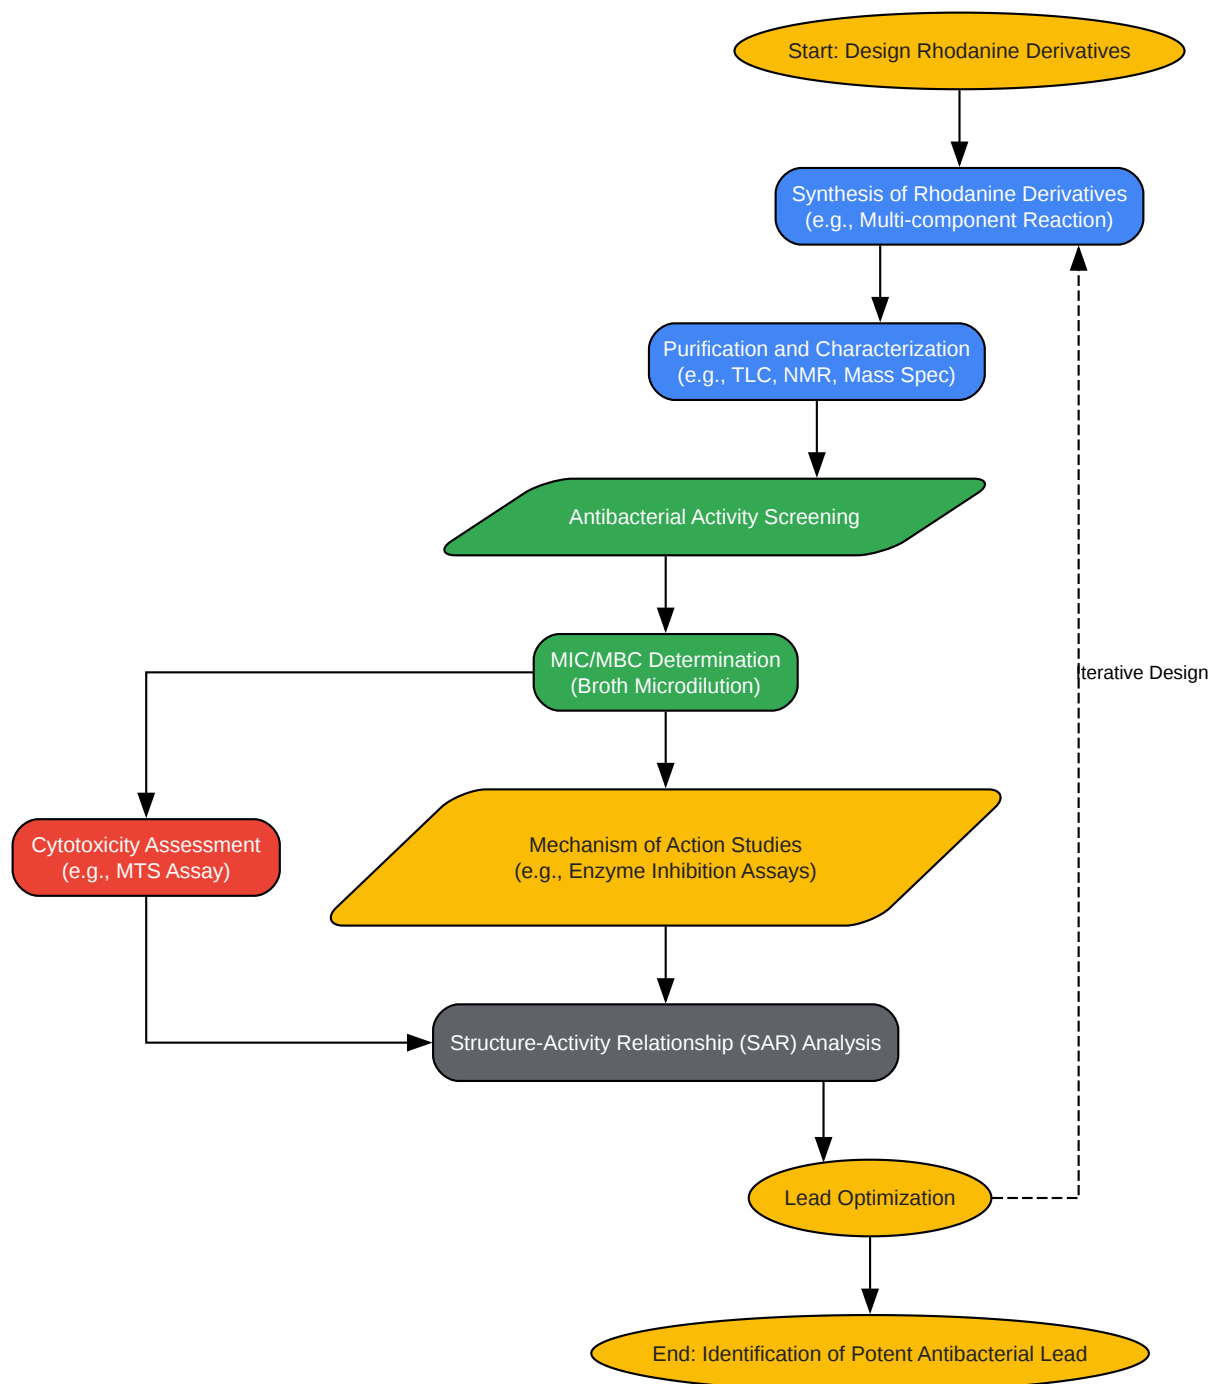 Start: Design Rhodanine Derivatives
Synthesis of Rhodanine Derivatives
(e.g., Multi-component Reaction)
Purification and Characterization
(e.g., TLC, NMR, Mass Spec)
Antibacterial Activity Screening
MIC/MBC Determination
(Broth Microdilution)
Iterative Design
Cytotoxicity Assessment
(e.g., MTS Assay)
Mechanism of Action Studies
(e.g., Enzyme Inhibition Assays)
Structure-Activity Relationship (SAR) Analysis
Lead Optimization
End: Identification of Potent Antibacterial Lead